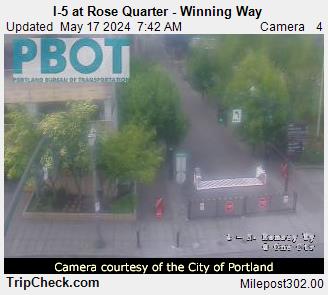 I-5 at Rose Quarter - Winning Way
Updated May 17 2024 7:42 AM Camera 4
PBOT
PORTLAND BUREAU OF TRANSPORTATION
Camera courtesy of the City of Portland
TripCheck.com Milepost302.00